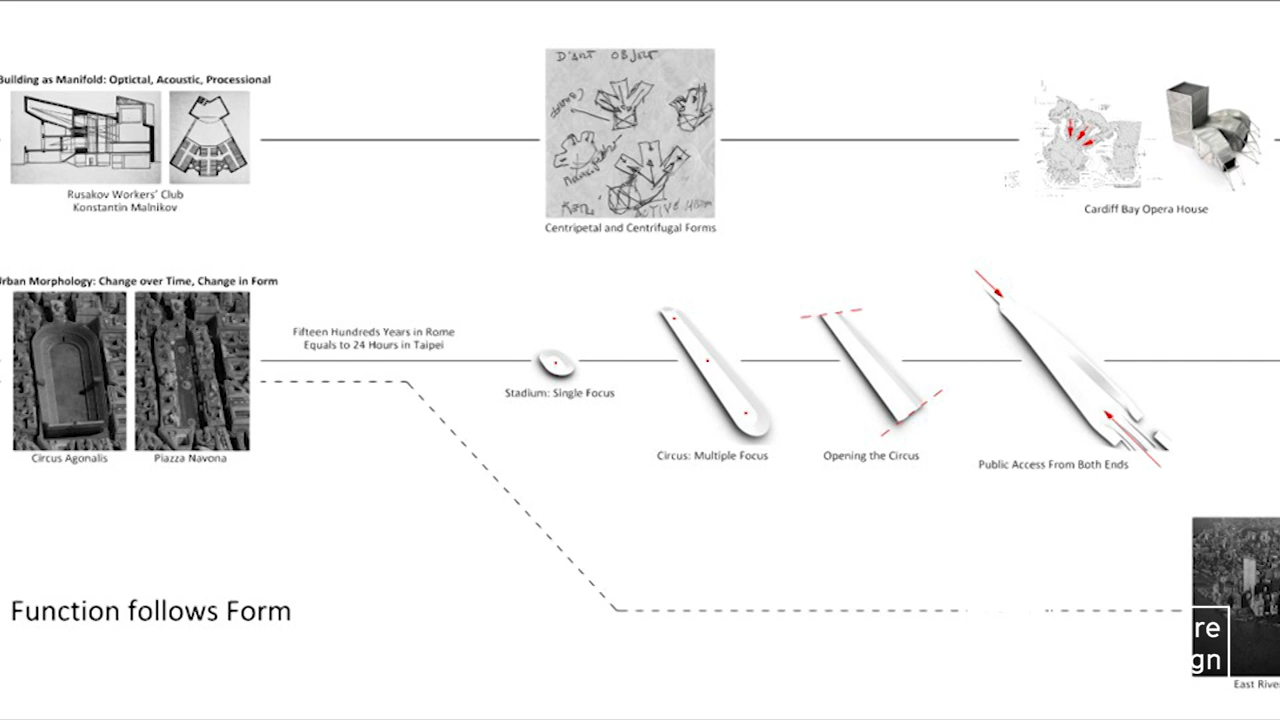 Building as Manifold: Optictal, Acoustic, Processional
Rusakov Workers' Club
Konstantin Malnikov
D'ART OBJECT
Centripetal and Centrifugal Forms
Cardiff Bay Opera House
Urban Morphology: Change over Time, Change in Form
Circus Agonalis
Piazza Navona
Fifteen Hundreds Years in Rome
Equals to 24 Hours in Taipei
Stadium: Single Focus
Circus: Multiple Focus
Opening the Circus
Public Access From Both Ends
Function follows Form
re
gn
East River